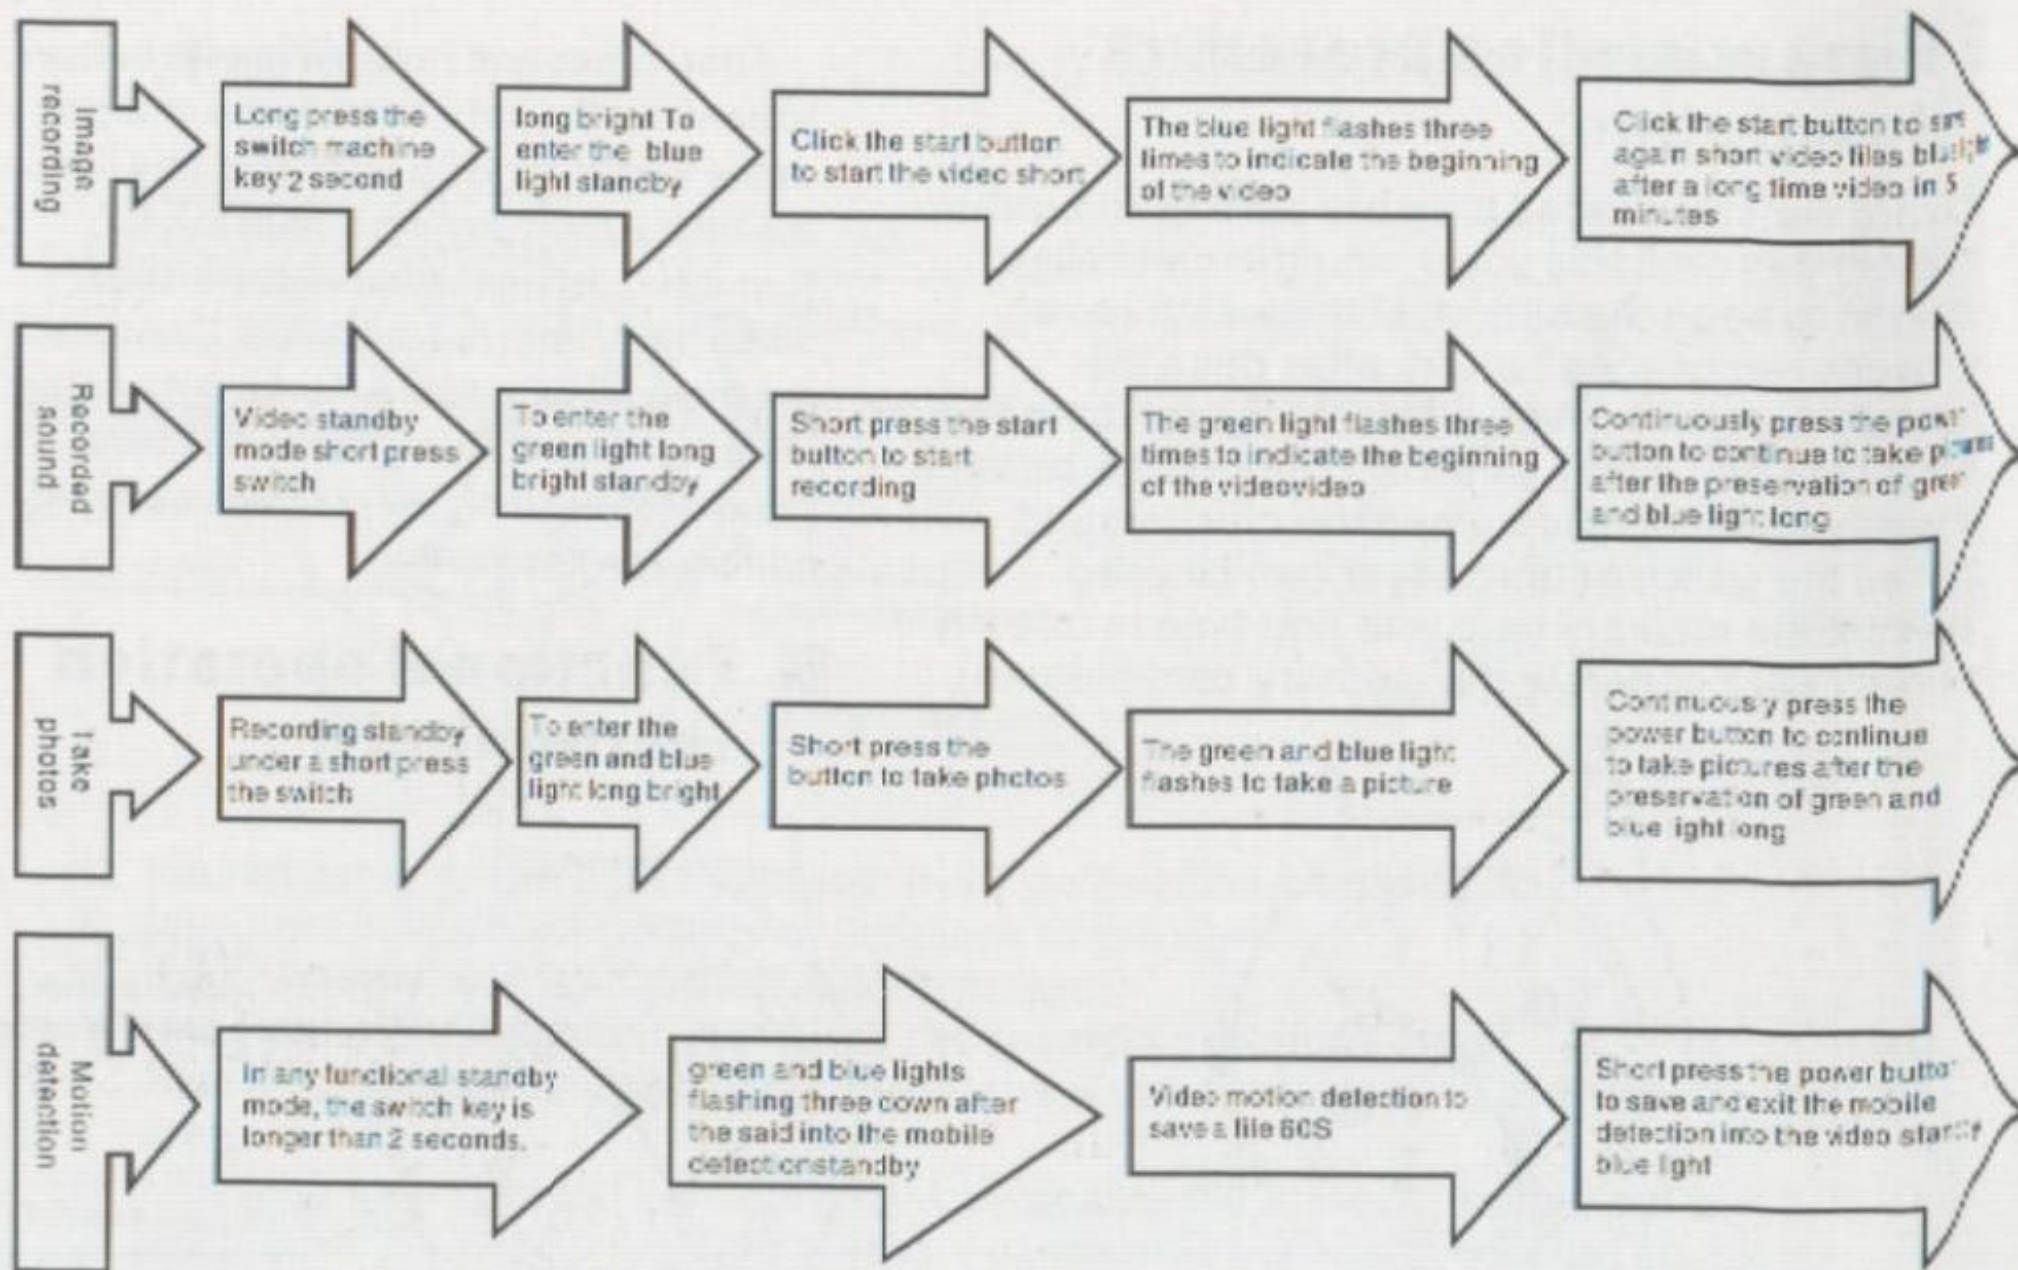 Image
recording
Long press the
switch machine
key 2 second
long bright To
enter the blue
light standby
Click the start button
to start the video short
The blue light flashes three
times to indicate the beginning
of the video
Click the start button to
again short video files
after a long time video in 5
minutes
Recorded
sound
Video standby
mode short press
switch
To enter the
green light long
bright standby
Short press the start
button to start
recording
The green light flashes three
times to indicate the beginning
of the videovideo
Continuously press the
button to continue to take
after the preservation of
and blue light long
Take
photos
Recording standby
under a short press
the switch
To enter the
green and blue
light long bright
Short press the
button to take photos
The green and blue light
flashes to take a picture
Continuously press the
power button to continue
to take pictures after the
preservation of green and
blue light long
Motion
detection
In any functional standby
mode, the switch key is
longer than 2 seconds.
green and blue lights
flashing three down after
the said into the mobile
detectionstandby
Video motion detection to
save a file 60S
Short press the power
to save and exit the mobile
detection into the video
blue light